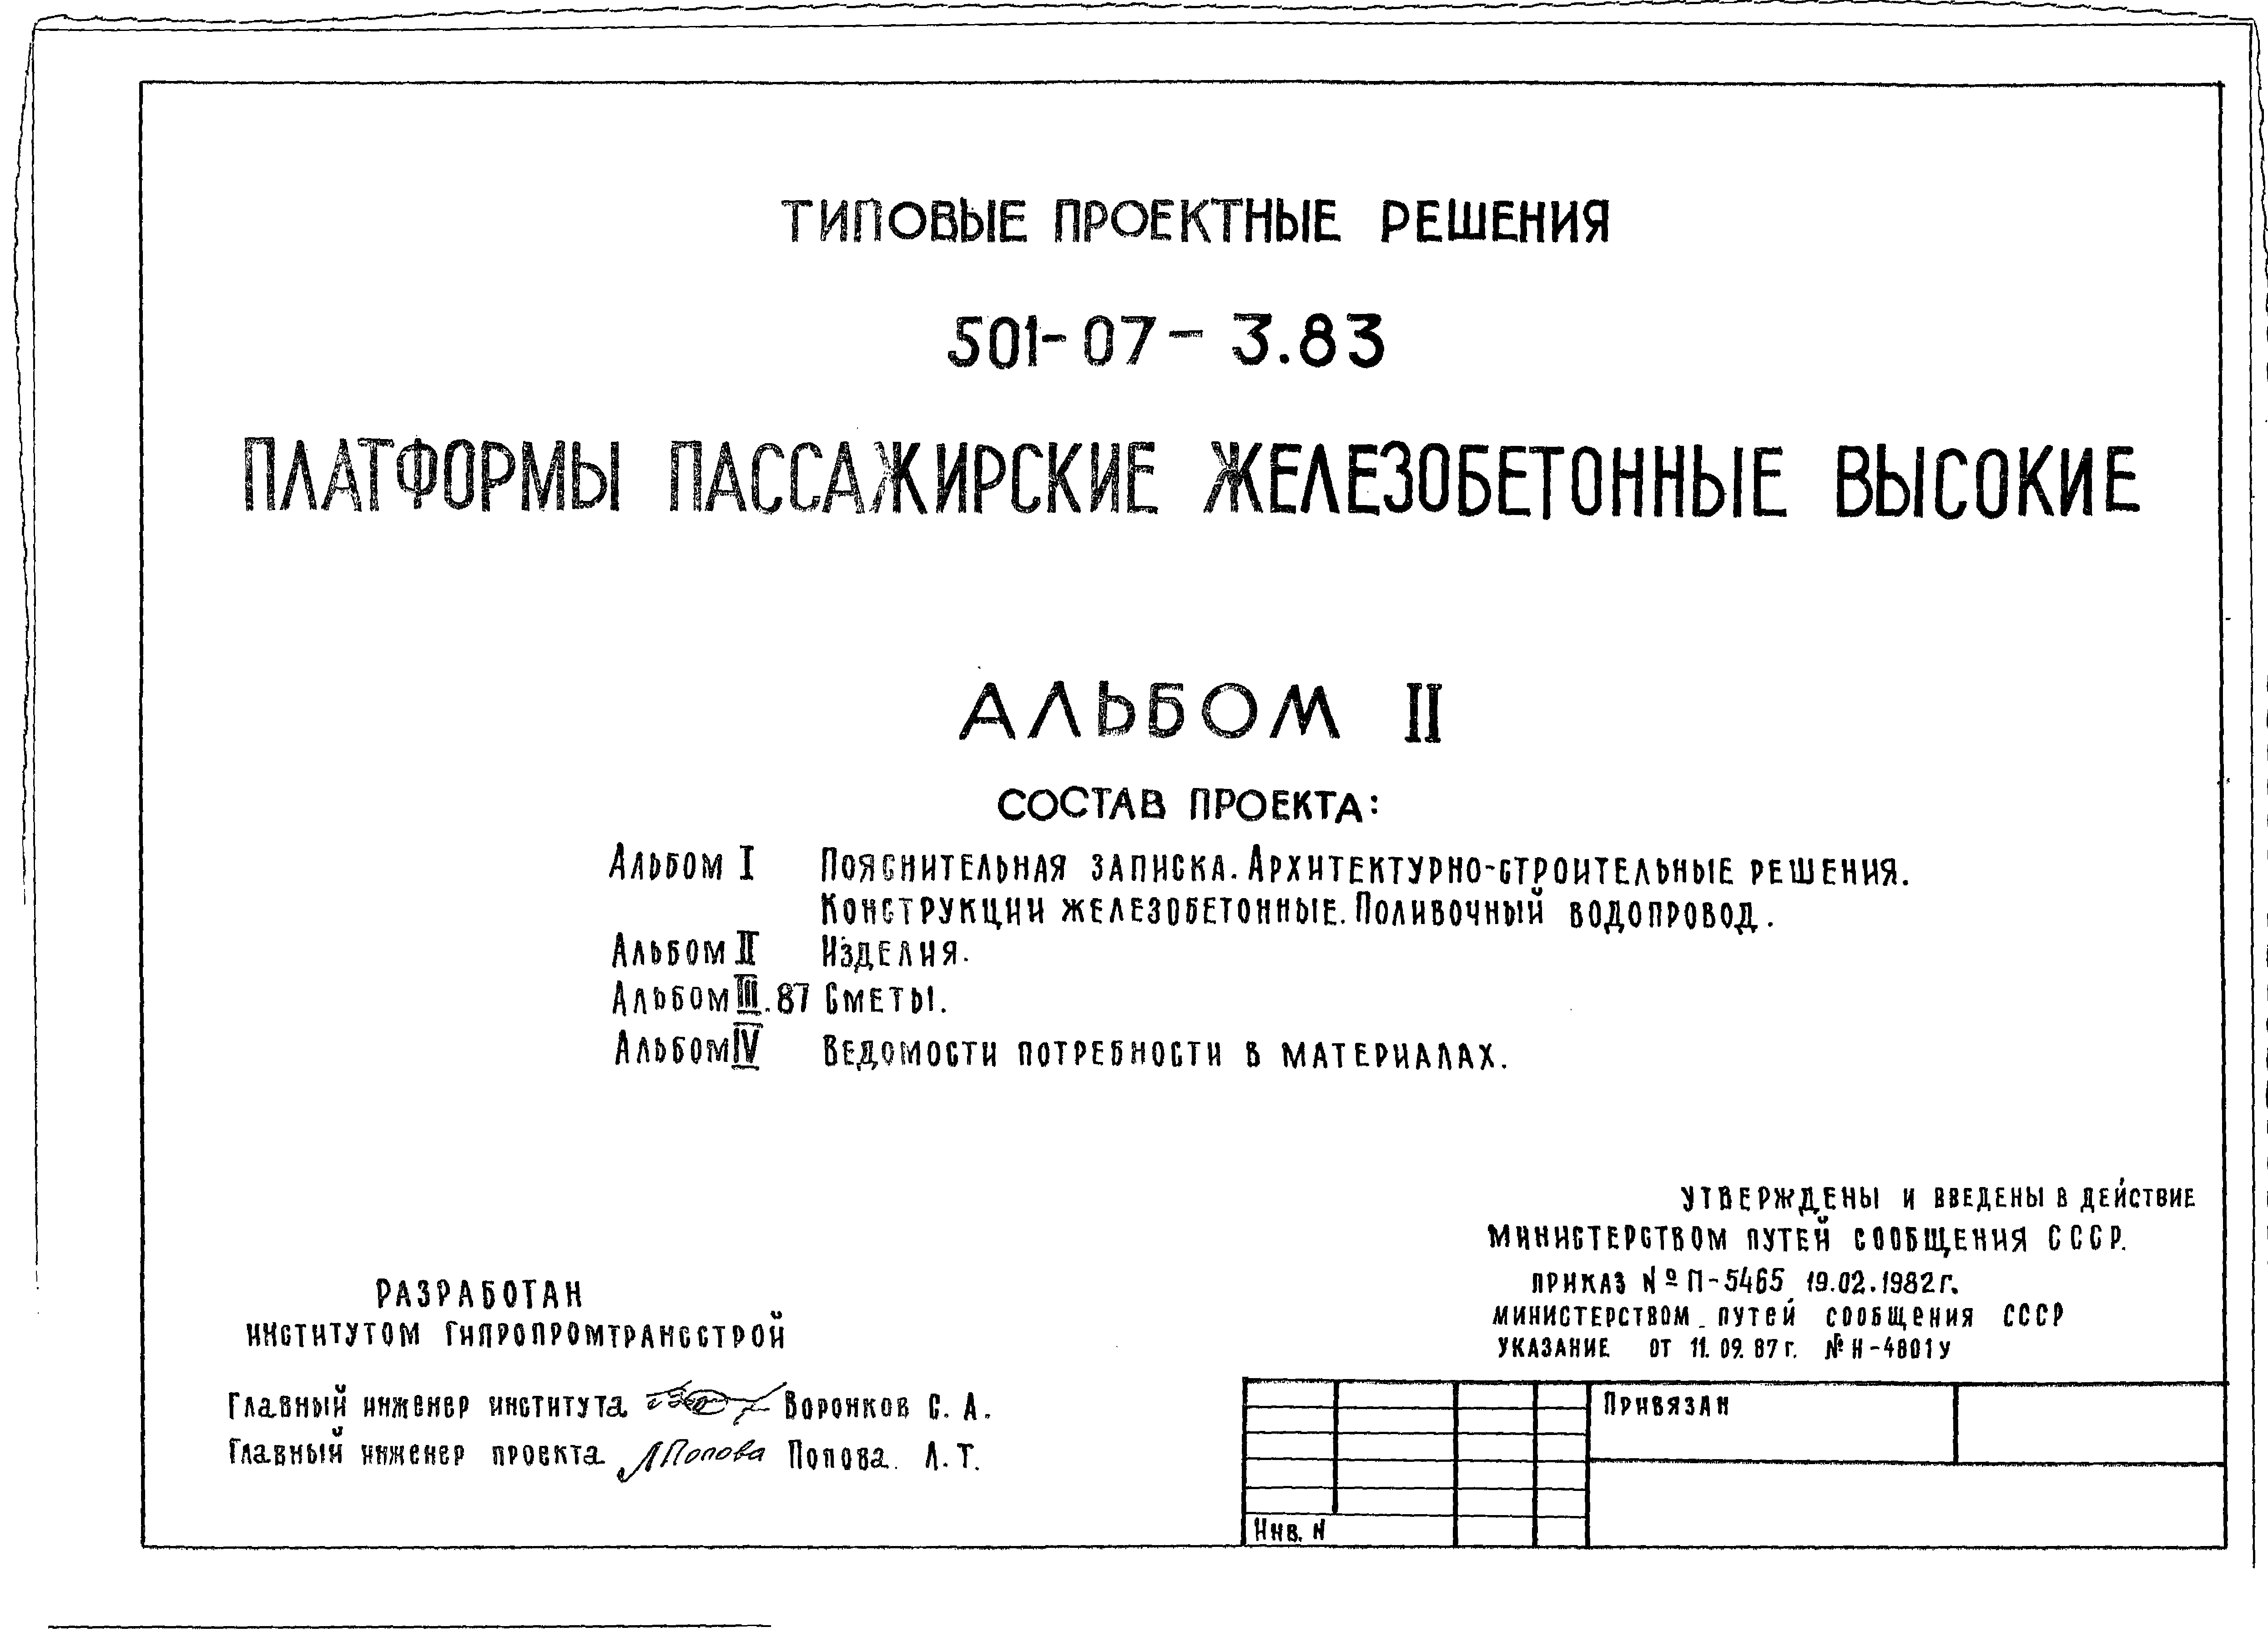 ТИПОВЫЕ ПРОЕКТНЫЕ РЕШЕНИЯ
501-07-3.83
ПЛАТФОРМЫ ПАССАЖИРСКИЕ ЖЕЛЕЗОБЕТОННЫЕ ВЫСОКИЕ
АЛЬБОМ II
СОСТАВ ПРОЕКТА:
АЛЬБОМ I ПОЯСНИТЕЛЬНАЯ ЗАПИСКА. АРХИТЕКТУРНО-СТРОИТЕЛЬНЫЕ РЕШЕНИЯ.
КОНСТРУКЦИИ ЖЕЛЕЗОБЕТОННЫЕ. ПОЛИВОЧНЫЙ ВОДОПРОВОД.
АЛЬБОМ II ИЗДЕЛИЯ.
АЛЬБОМ III.87 СМЕТЫ.
АЛЬБОМ IV ВЕДОМОСТИ ПОТРЕБНОСТИ В МАТЕРИАЛАХ.
УТВЕРЖДЕНЫ И ВВЕДЕНЫ В ДЕЙСТВИЕ
МИНИСТЕРСТВОМ ПУТЕЙ СООБЩЕНИЯ СССР.
ПРИКАЗ № П-5465 19.02.1982 г.
МИНИСТЕРСТВОМ ПУТЕЙ СООБЩЕНИЯ СССР
УКАЗАНИЕ ОТ 11.09.87 г. № Н-4801у
РАЗРАБОТАН
ИНСТИТУТОМ ГИПРОПРОМТРАНССТРОЙ
Главный инженер института Воронков С. А.
Главный инженер проекта ЛПопова Попова Л. Т.
Привязан
Инв. N